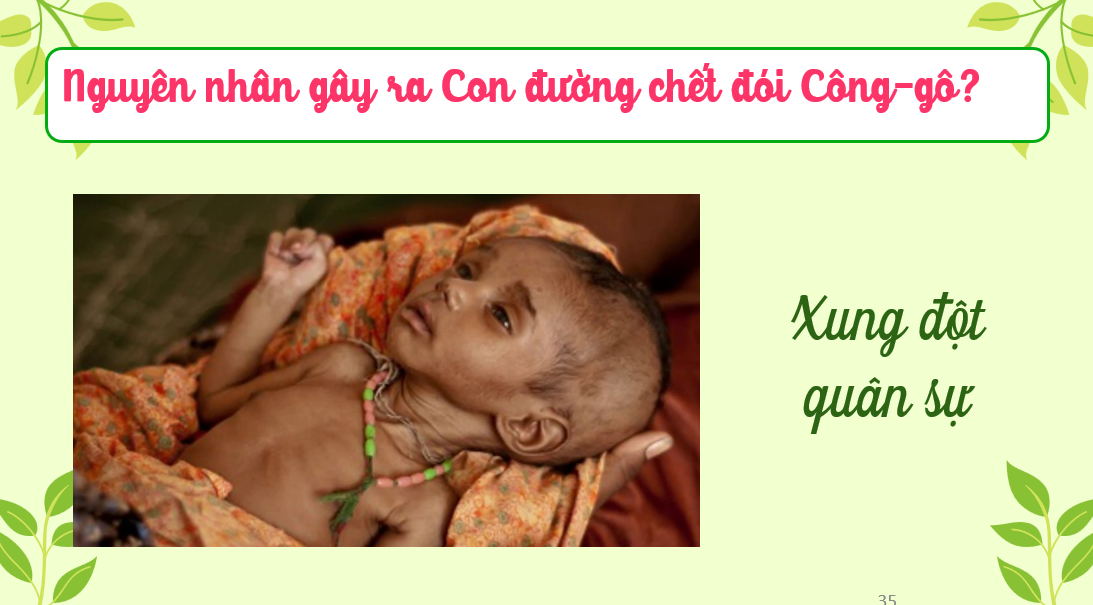 Nguyên nhân gây ra Con đường chết đói Công-gô?
Xung đột
quân sự
35